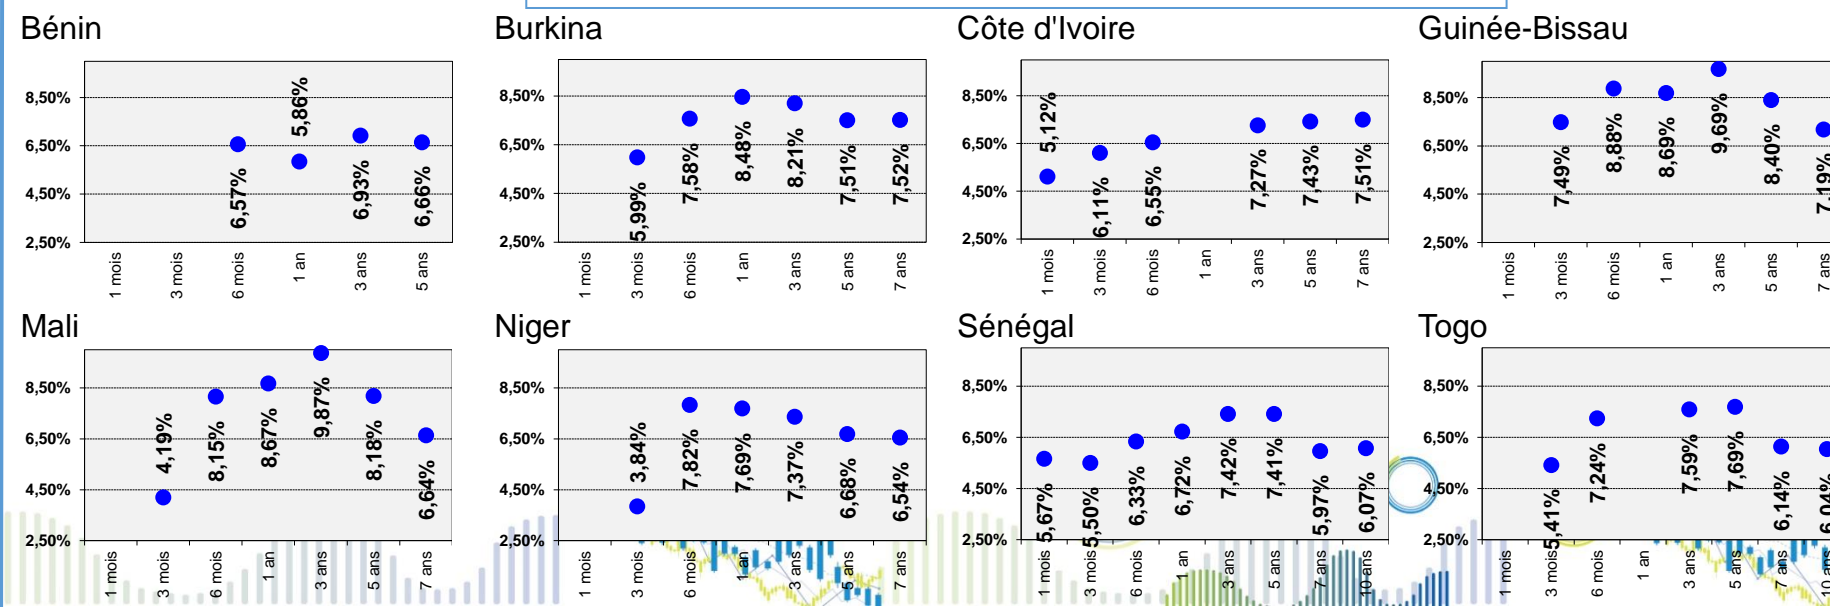 Bénin
8,50%
6,50%
4,50%
2,50%
6,57%
5,86%
6,93%
6,66%
1 mois
3 mois
6 mois
1 an
3 ans
5 ans
Burkina
8,50%
6,50%
4,50%
2,50%
5,99%
7,58%
8,48%
8,21%
7,51%
7,52%
1 mois
3 mois
6 mois
1 an
3 ans
5 ans
7 ans
Côte d'Ivoire
8,50%
6,50%
4,50%
2,50%
5,12%
6,11%
6,55%
7,27%
7,43%
7,51%
1 mois
3 mois
6 mois
1 an
3 ans
5 ans
7 ans
Guinée-Bissau
8,50%
6,50%
4,50%
2,50%
7,49%
8,88%
8,69%
9,69%
8,40%
7,19%
1 mois
3 mois
6 mois
1 an
3 ans
5 ans
7 ans
Mali
8,50%
6,50%
4,50%
2,50%
4,19%
8,15%
8,67%
9,87%
8,18%
6,64%
1 mois
3 mois
6 mois
1 an
3 ans
5 ans
7 ans
Niger
8,50%
6,50%
4,50%
2,50%
3,84%
7,82%
7,69%
7,37%
6,68%
6,54%
1 mois
3 mois
6 mois
1 an
3 ans
5 ans
7 ans
Sénégal
8,50%
6,50%
4,50%
2,50%
5,67%
5,50%
6,33%
6,72%
7,42%
7,41%
5,97%
6,07%
1 mois
3 mois
6 mois
1 an
3 ans
5 ans
7 ans
10 ans
Togo
8,50%
6,50%
4,50%
2,50%
5,41%
7,24%
7,59%
7,69%
6,14%
6,04%
1 mois
3 mois
6 mois
1 an
3 ans
5 ans
7 ans
10 ans